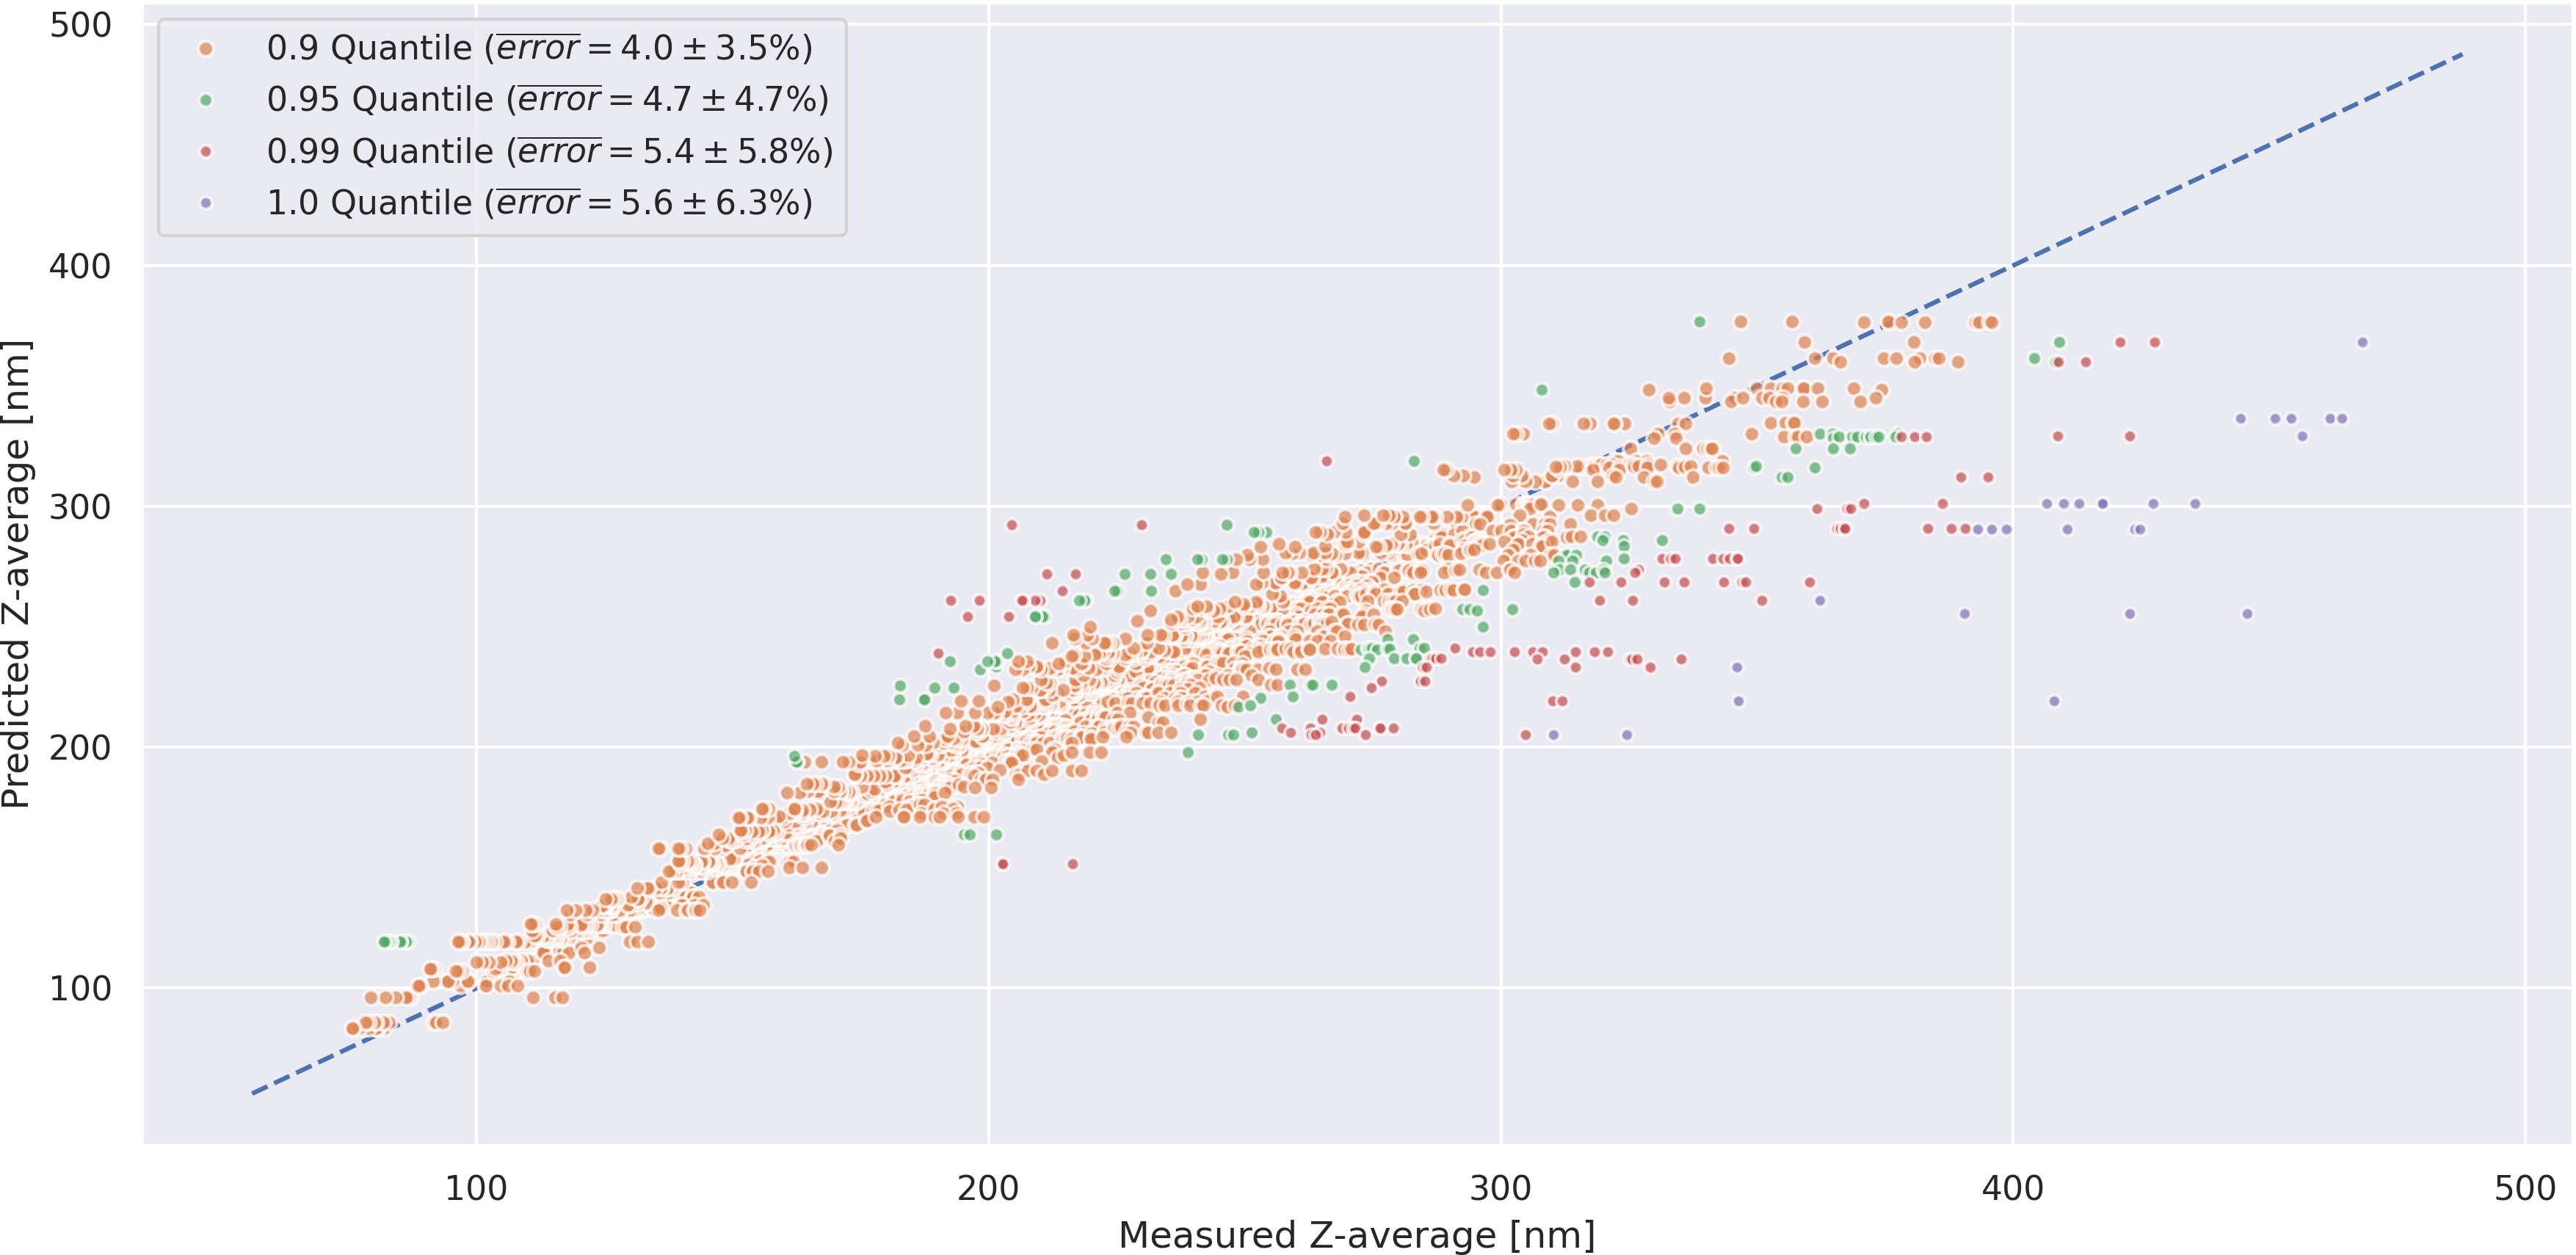 0.9 Quantile (error = 4.0 ± 3.5%)
0.95 Quantile (error = 4.7 ± 4.7%)
0.99 Quantile (error = 5.4 ± 5.8%)
1.0 Quantile (error = 5.6 ± 6.3%)
500
400
300
200
100
Predicted Z-average [nm]
100 200 300 400 500
Measured Z-average [nm]